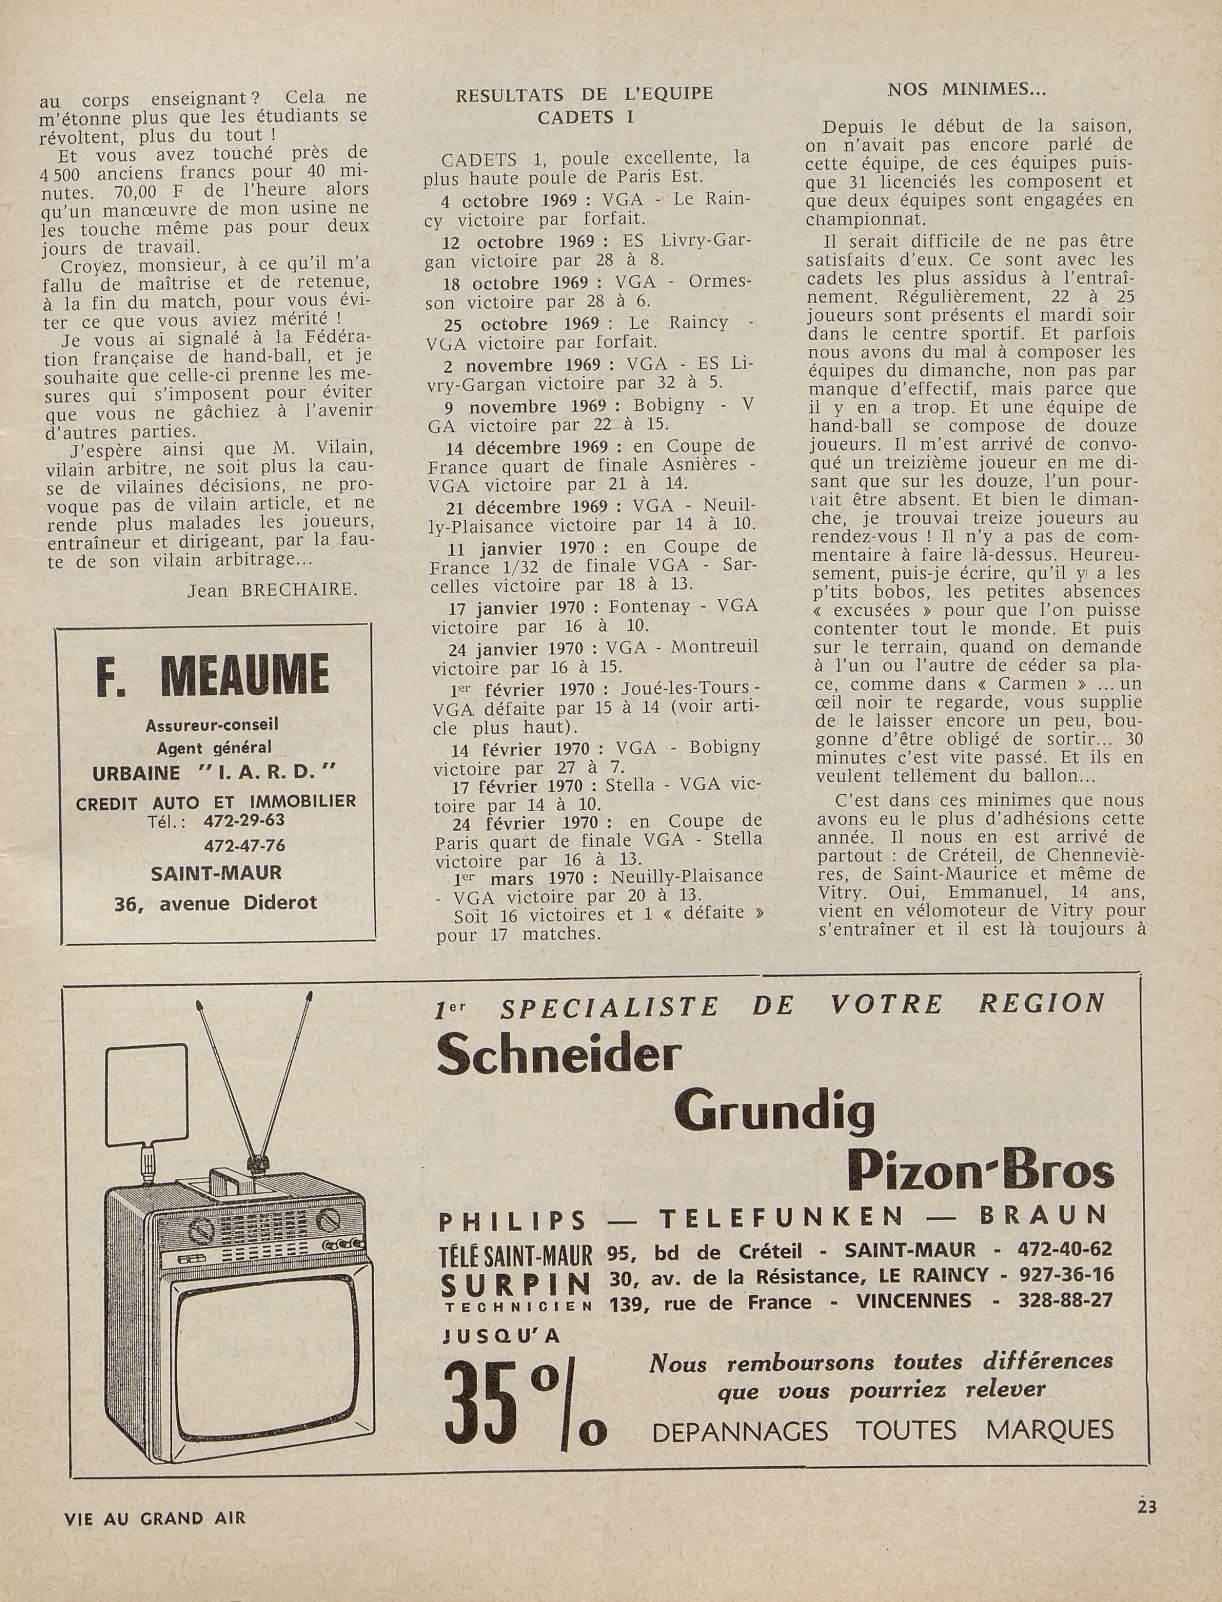 au corps enseignant ? Cela ne
m'étonne plus que les étudiants se
révoltent, plus du tout !
Et vous avez touché près de
4 500 anciens francs pour 40 mi-
nutes. 70,00 F de l'heure alors
qu'un manœuvre de mon usine ne
les touche même pas pour deux
jours de travail.
Croyez, monsieur, à ce qu'il m'a
fallu de maîtrise et de retenue,
à la fin du match, pour vous évi-
ter ce que vous aviez mérité !
Je vous ai signalé à la Fédéra-
tion française de hand-ball, et je
souhaite que celle-ci prenne les me-
sures qui s'imposent pour éviter
que vous ne gâchiez à l'avenir
d'autres parties.
J'espère ainsi que M. Vilain,
vilain arbitre, ne soit plus la cau-
se de vilaines décisions, ne pro-
voque pas de vilain article, et ne
rende plus malades les joueurs,
entraîneur et dirigeant, par la fau-
te de son vilain arbitrage...
Jean BRECHAIRE.
F. MEAUME
Assureur-conseil
Agent général
URBAINE "I. A. R. D."
CREDIT AUTO ET IMMOBILIER
Tél. : 472-29-63
472-47-76
SAINT-MAUR
36, avenue Diderot
RESULTATS DE L'EQUIPE
CADETS I
CADETS 1, poule excellente, la
plus haute poule de Paris Est.
4 octobre 1969 : VGA - Le Rain-
cy victoire par forfait.
12 octobre 1969 : ES Livry-Gar-
gan victoire par 28 à 8.
18 octobre 1969 : VGA - Ormes-
son victoire par 28 à 6.
25 octobre 1969 : Le Raincy -
VGA victoire par forfait.
2 novembre 1969 : VGA - ES Li-
vry-Gargan victoire par 32 à 5.
9 novembre 1969 : Bobigny - V
GA victoire par 22 à 15.
14 décembre 1969 : en Coupe de
France quart de finale Asnières -
VGA victoire par 21 à 14.
21 décembre 1969 : VGA - Neuil-
ly-Plaisance victoire par 14 à 10.
11 janvier 1970 : en Coupe de
France 1/32 de finale VGA - Sar-
celles victoire par 18 à 13.
17 janvier 1970 : Fontenay - VGA
victoire par 16 à 10.
24 janvier 1970 : VGA - Montreuil
victoire par 16 à 15.
1er février 1970 : Joué-les-Tours -
VGA défaite par 15 à 14 (voir arti-
cle plus haut).
14 février 1970 : VGA - Bobigny
victoire par 27 à 7.
17 février 1970 : Stella - VGA vic-
toire par 14 à 10.
24 février 1970 : en Coupe de
Paris quart de finale VGA - Stella
victoire par 16 à 13.
1er mars 1970 : Neuilly-Plaisance
- VGA victoire par 20 à 13.
Soit 16 victoires et 1 « défaite »
pour 17 matches.
NOS MINIMES...
Depuis le début de la saison,
on n'avait pas encore parlé de
cette équipe, de ces équipes puis-
que 31 licenciés les composent et
que deux équipes sont engagées en
championnat.
Il serait difficile de ne pas être
satisfaits d'eux. Ce sont avec les
cadets les plus assidus à l'entraî-
nement. Régulièrement, 22 à 25
joueurs sont présents el mardi soir
dans le centre sportif. Et parfois
nous avons du mal à composer les
équipes du dimanche, non pas par
manque d'effectif, mais parce que
il y en a trop. Et une équipe de
hand-ball se compose de douze
joueurs. Il m'est arrivé de convo-
qué un treizième joueur en me di-
sant que sur les douze, l'un pour-
rait être absent. Et bien le diman-
che, je trouvai treize joueurs au
rendez-vous ! Il n'y a pas de com-
mentaire à faire là-dessus. Heureu-
sement, puis-je écrire, qu'il y a les
p'tits bobos, les petites absences
« excusées » pour que l'on puisse
contenter tout le monde. Et puis
sur le terrain, quand on demande
à l'un ou l'autre de céder sa pla-
ce, comme dans « Carmen » ... un
œil noir te regarde, vous supplie
de le laisser encore un peu, bou-
gonne d'être obligé de sortir... 30
minutes c'est vite passé. Et ils en
veulent tellement du ballon...
C'est dans ces minimes que nous
avons eu le plus d'adhésions cette
année. Il nous en est arrivé de
partout : de Créteil, de Chenneviè-
res, de Saint-Maurice et même de
Vitry. Oui, Emmanuel, 14 ans,
vient en vélomoteur de Vitry pour
s'entraîner et il est là toujours à
1er SPECIALISTE DE VOTRE REGION
Schneider
Grundig
Pizon-Bros
PHILIPS — TELEFUNKEN — BRAUN
TÉLÉ SAINT-MAUR 95, bd de Créteil - SAINT-MAUR - 472-40-62
SURPIN 30, av. de la Résistance, LE RAINCY - 927-36-16
TECHNICIEN 139, rue de France - VINCENNES - 328-88-27
JUSQU'A
35 %
Nous remboursons toutes différences
que vous pourriez relever
DEPANNAGES TOUTES MARQUES
VIE AU GRAND AIR
23